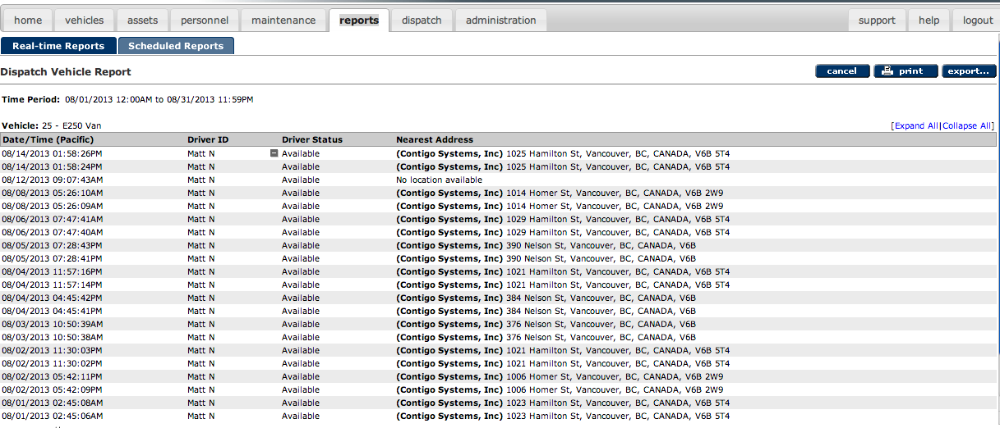 home vehicles assets personnel maintenance reports dispatch administration support help logout
Real-time Reports Scheduled Reports
Dispatch Vehicle Report cancel print export...
Time Period: 08/01/2013 12:00AM to 08/31/2013 11:59PM
Vehicle: 25 - E250 Van [Expand All|Collapse All]
Date/Time (Pacific) Driver ID Driver Status Nearest Address
08/14/2013 01:58:26PM Matt N Available (Contigo Systems, Inc) 1025 Hamilton St, Vancouver, BC, CANADA, V6B 5T4
08/14/2013 01:58:24PM Matt N Available (Contigo Systems, Inc) 1025 Hamilton St, Vancouver, BC, CANADA, V6B 5T4
08/12/2013 09:07:43AM Matt N Available No location available
08/08/2013 05:26:10AM Matt N Available (Contigo Systems, Inc) 1014 Homer St, Vancouver, BC, CANADA, V6B 2W9
08/08/2013 05:26:09AM Matt N Available (Contigo Systems, Inc) 1014 Homer St, Vancouver, BC, CANADA, V6B 2W9
08/06/2013 07:47:41AM Matt N Available (Contigo Systems, Inc) 1029 Hamilton St, Vancouver, BC, CANADA, V6B 5T4
08/06/2013 07:47:40AM Matt N Available (Contigo Systems, Inc) 1029 Hamilton St, Vancouver, BC, CANADA, V6B 5T4
08/05/2013 07:28:43PM Matt N Available (Contigo Systems, Inc) 390 Nelson St, Vancouver, BC, CANADA, V6B
08/05/2013 07:28:41PM Matt N Available (Contigo Systems, Inc) 390 Nelson St, Vancouver, BC, CANADA, V6B
08/04/2013 11:57:16PM Matt N Available (Contigo Systems, Inc) 1021 Hamilton St, Vancouver, BC, CANADA, V6B 5T4
08/04/2013 11:57:14PM Matt N Available (Contigo Systems, Inc) 1021 Hamilton St, Vancouver, BC, CANADA, V6B 5T4
08/04/2013 04:45:42PM Matt N Available (Contigo Systems, Inc) 384 Nelson St, Vancouver, BC, CANADA, V6B
08/04/2013 04:45:41PM Matt N Available (Contigo Systems, Inc) 384 Nelson St, Vancouver, BC, CANADA, V6B
08/03/2013 10:50:39AM Matt N Available (Contigo Systems, Inc) 376 Nelson St, Vancouver, BC, CANADA, V6B
08/03/2013 10:50:38AM Matt N Available (Contigo Systems, Inc) 376 Nelson St, Vancouver, BC, CANADA, V6B
08/02/2013 11:30:03PM Matt N Available (Contigo Systems, Inc) 1021 Hamilton St, Vancouver, BC, CANADA, V6B 5T4
08/02/2013 11:30:02PM Matt N Available (Contigo Systems, Inc) 1021 Hamilton St, Vancouver, BC, CANADA, V6B 5T4
08/02/2013 05:42:11PM Matt N Available (Contigo Systems, Inc) 1006 Homer St, Vancouver, BC, CANADA, V6B 2W9
08/02/2013 05:42:09PM Matt N Available (Contigo Systems, Inc) 1006 Homer St, Vancouver, BC, CANADA, V6B 2W9
08/01/2013 02:45:08AM Matt N Available (Contigo Systems, Inc) 1023 Hamilton St, Vancouver, BC, CANADA, V6B 5T4
08/01/2013 02:45:06AM Matt N Available (Contigo Systems, Inc) 1023 Hamilton St, Vancouver, BC, CANADA, V6B 5T4